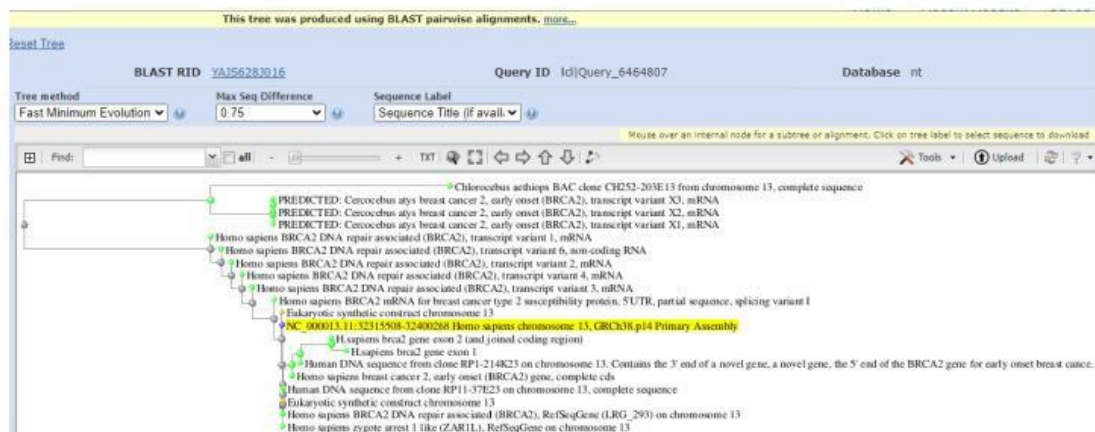 This tree was produced using BLAST pairwise alignments. more...
Reset Tree
BLAST RID YAJS6283016 Query ID lcl|Query_6464807 Database nt
Tree method Max Seq Difference Sequence Label
Fast Minimum Evolution 0.75 Sequence Title (if avail.
Mouse over an internal node for a subtree or alignment. Click on tree label to select sequence to download
Find: all - + TXT Tools Upload ?
Chlorocebus aethiops BAC clone CH252-203E13 from chromosome 13, complete sequence
PREDICTED: Cercocebus atys breast cancer 2, early onset (BRCA2), transcript variant X3, mRNA
PREDICTED: Cercocebus atys breast cancer 2, early onset (BRCA2), transcript variant X2, mRNA
PREDICTED: Cercocebus atys breast cancer 2, early onset (BRCA2), transcript variant X1, mRNA
Homo sapiens BRCA2 DNA repair associated (BRCA2), transcript variant 1, mRNA
Homo sapiens BRCA2 DNA repair associated (BRCA2), transcript variant 6, non-coding RNA
Homo sapiens BRCA2 DNA repair associated (BRCA2), transcript variant 2, mRNA
Homo sapiens BRCA2 DNA repair associated (BRCA2), transcript variant 4, mRNA
Homo sapiens BRCA2 DNA repair associated (BRCA2), transcript variant 3, mRNA
Homo sapiens BRCA2 mRNA for breast cancer type 2 susceptibility protein, 5'UTR, partial sequence, splicing variant I
Eukaryotic synthetic construct chromosome 13
NC_000013.11:32315508-32400268 Homo sapiens chromosome 13, GRCh38.p14 Primary Assembly
H.sapiens brca2 gene exon 2 (and joined coding region)
H.sapiens brca2 gene exon 1
Human DNA sequence from clone RP1-214K23 on chromosome 13. Contains the 3' end of a novel gene, a novel gene, the 5' end of the BRCA2 gene for early onset breast cance...
Homo sapiens breast cancer 2, early onset (BRCA2) gene, complete cds
Human DNA sequence from clone RP11-37E23 on chromosome 13, complete sequence
Eukaryotic synthetic construct chromosome 13
Homo sapiens BRCA2 DNA repair associated (BRCA2), RefSeqGene (LRG_293) on chromosome 13
Homo sapiens zygote arrest 1 like (ZAR1L), RefSeqGene on chromosome 13